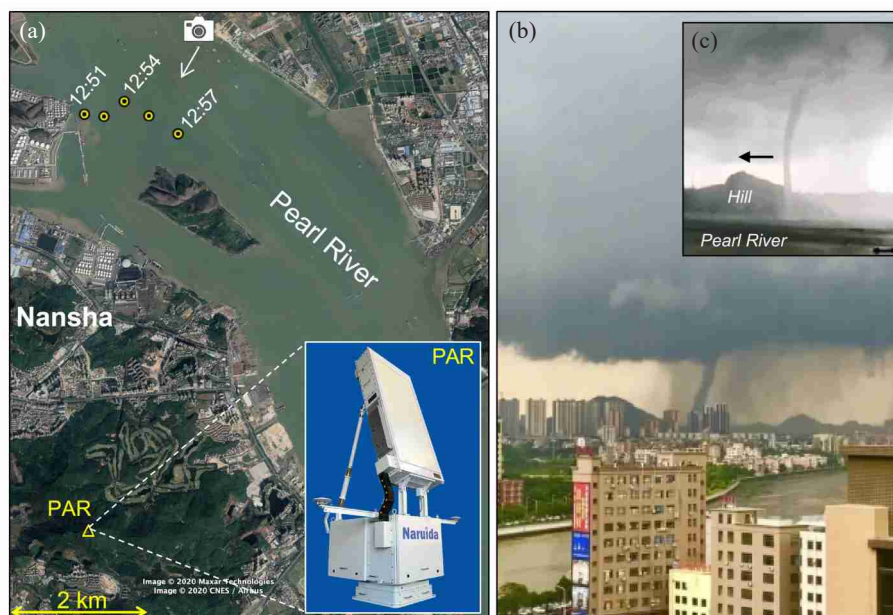 (a)
12:51
12:54
12:57
Pearl River
Nansha
PAR
PAR
Naruida
Image © 2020 Maxar Technologies
Image © 2020 CNES / Airbus
2 km
(b)
(c)
Hill
Pearl River